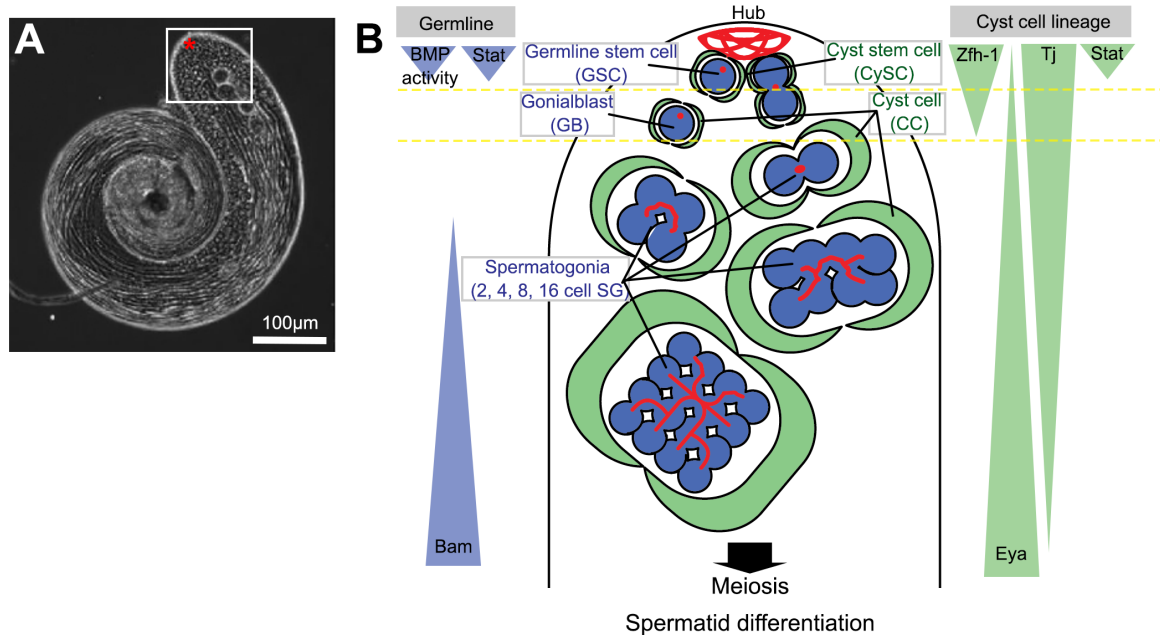 A
*
100µm
B
Germline
BMP
activity
Stat
Bam
Hub
Germline stem cell
(GSC)
Gonialblast
(GB)
Cyst stem cell
(CySC)
Cyst cell
(CC)
Spermatogonia
(2, 4, 8, 16 cell SG)
Meiosis
Spermatid differentiation
Cyst cell lineage
Zfh-1
Tj
Stat
Eya